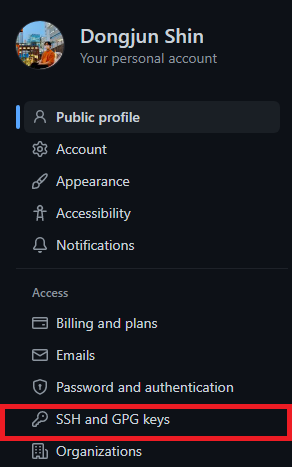 Dongjun Shin
Your personal account
Public profile
Account
Appearance
Accessibility
Notifications
Access
Billing and plans
Emails
Password and authentication
SSH and GPG keys
Organizations